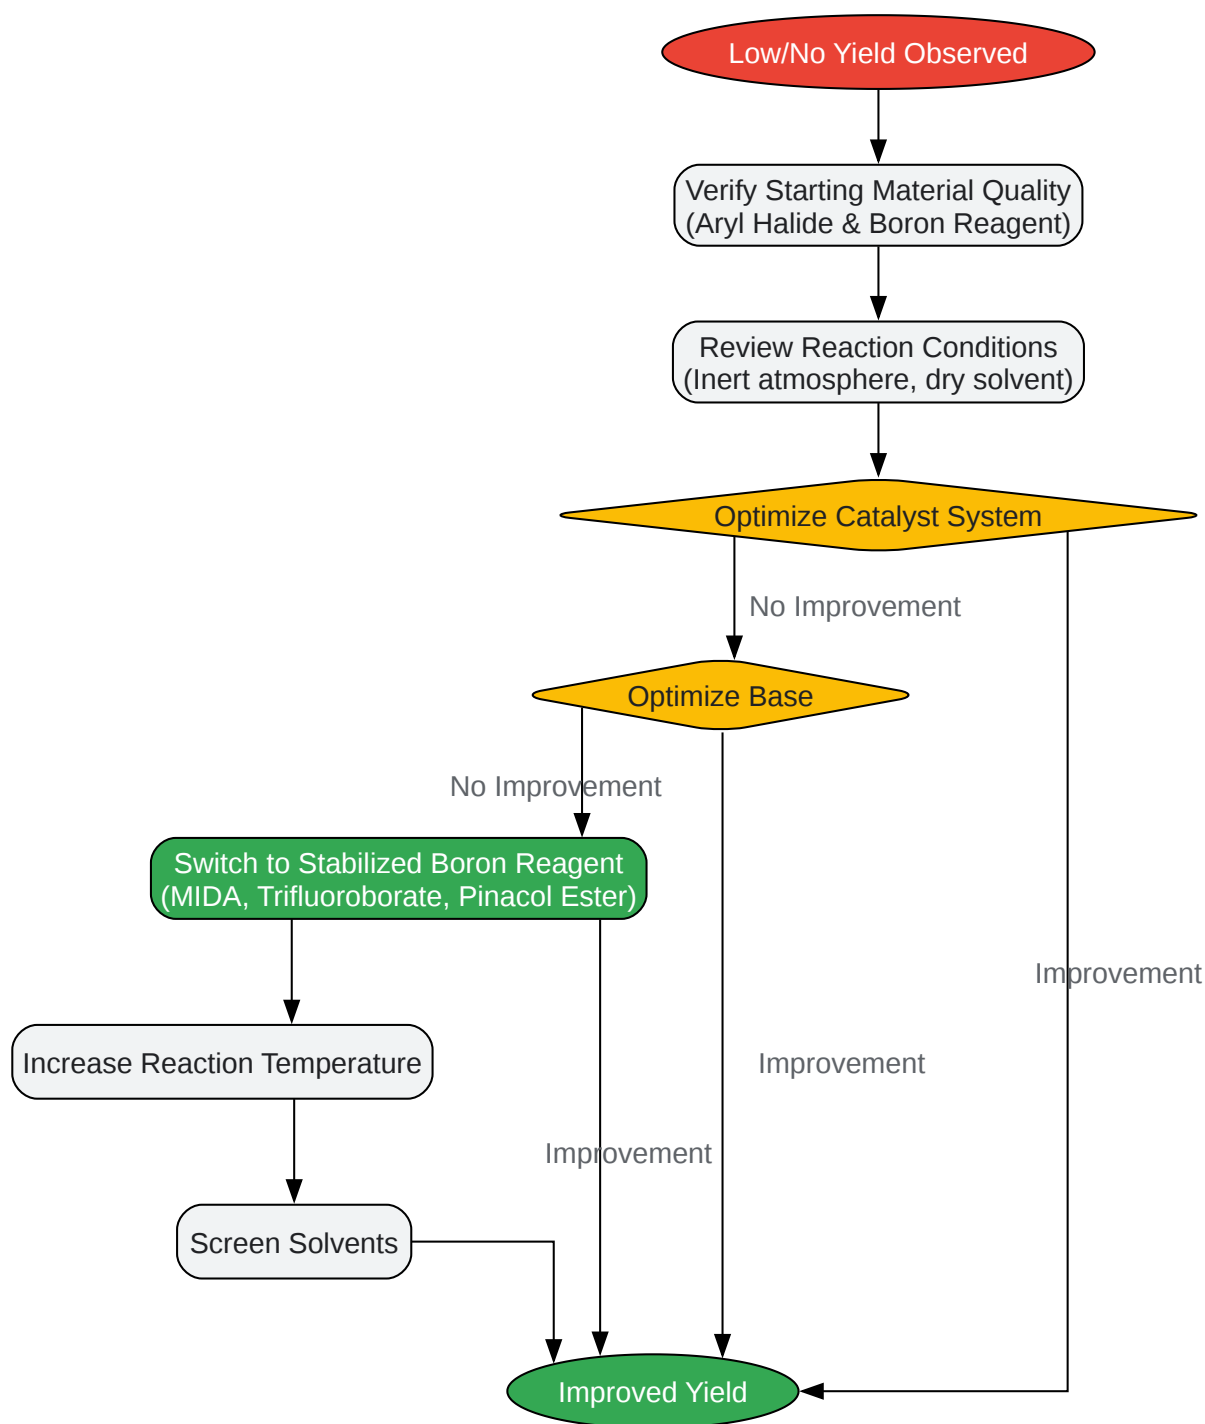 Low/No Yield Observed
Verify Starting Material Quality
(Aryl Halide & Boron Reagent)
Review Reaction Conditions
(Inert atmosphere, dry solvent)
Optimize Catalyst System
No Improvement
Optimize Base
No Improvement
Switch to Stabilized Boron Reagent
(MIDA, Trifluoroborate, Pinacol Ester)
Improvement
Increase Reaction Temperature
Improvement
Improvement
Screen Solvents
Improved Yield